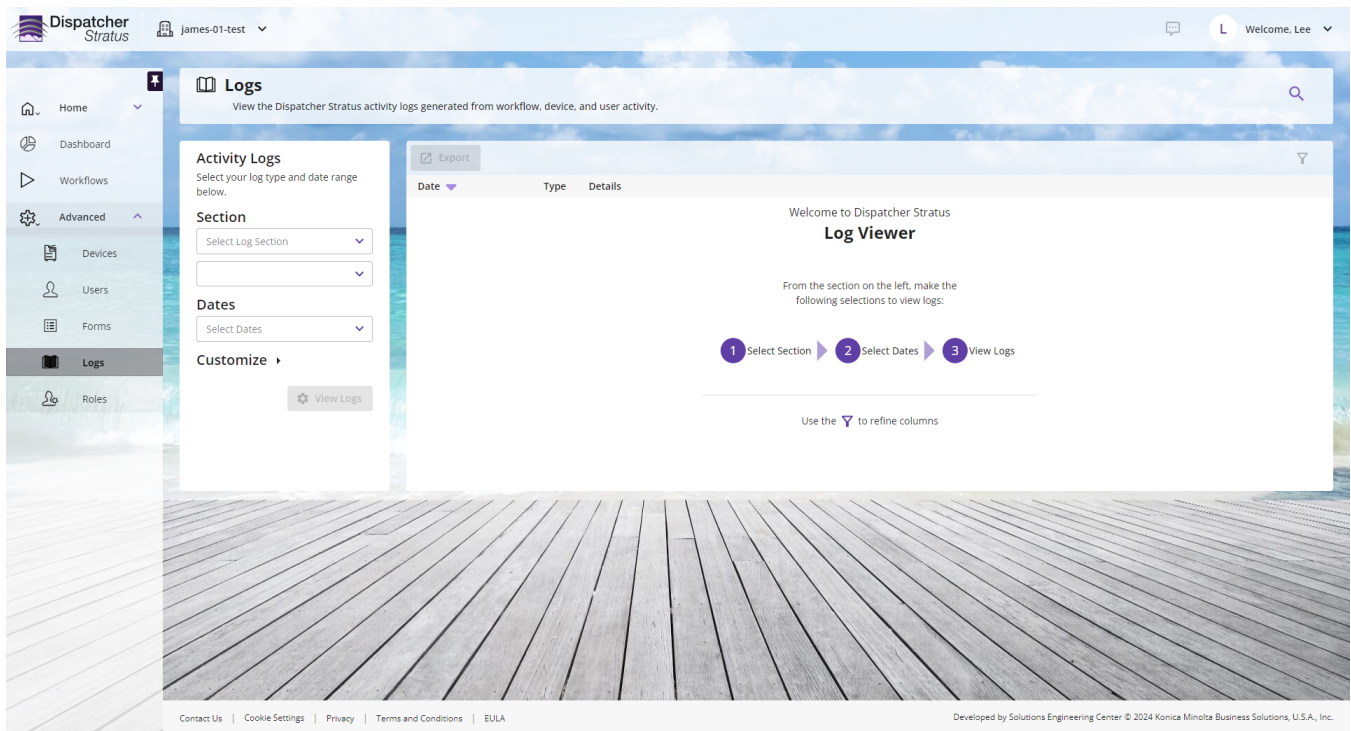 Dispatcher
Stratus
james-01-test
L
Welcome, Lee
Home
Dashboard
Workflows
Advanced
Devices
Users
Forms
Logs
Roles
Logs
View the Dispatcher Stratus activity logs generated from workflow, device, and user activity.
Activity Logs
Select your log type and date range
below.
Section
Select Log Section
Dates
Select Dates
Customize
View Logs
Export
Date Type Details
Welcome to Dispatcher Stratus
Log Viewer
From the section on the left, make the
following selections to view logs:
1 Select Section 2 Select Dates 3 View Logs
Use the to refine columns
Contact Us | Cookie Settings | Privacy | Terms and Conditions | EULA
Developed by Solutions Engineering Center © 2024 Konica Minolta Business Solutions, U.S.A., Inc.